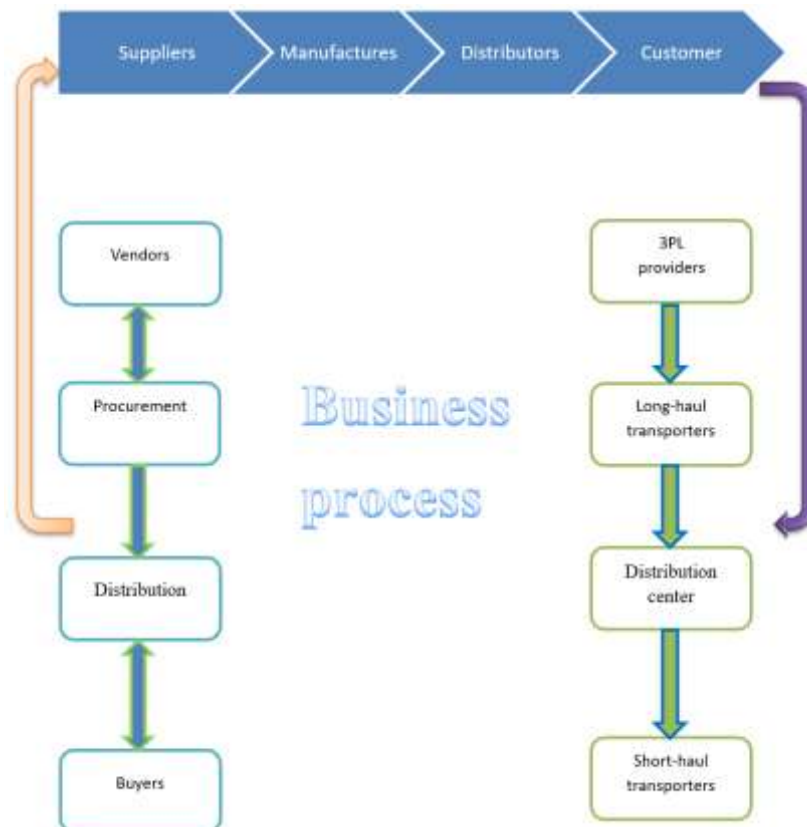 Suppliers
Manufactures
Distributors
Customer
Vendors
3PL
providers
Procurement
Long-haul
transporters
Business
process
Distribution
Distribution
center
Buyers
Short-haul
transporters